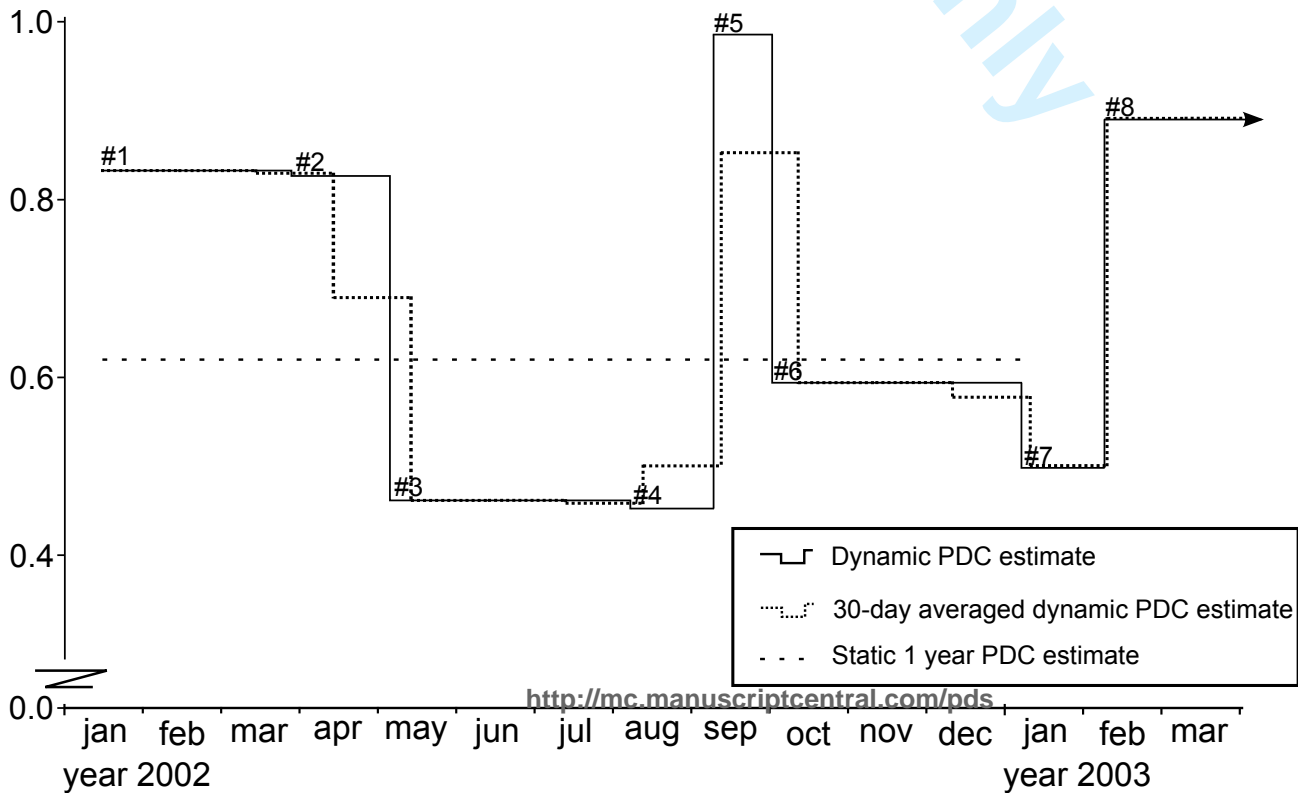 nly
1.0
#5
#8
#1
#2
0.8
0.6
#6
#7
#3
#4
0.4
Dynamic PDC estimate
30-day averaged dynamic PDC estimate
Static 1 year PDC estimate
http://mc.manuscriptcentral.com/pds
0.0
jan feb mar apr may jun jul aug sep oct nov dec jan feb mar
year 2002 year 2003